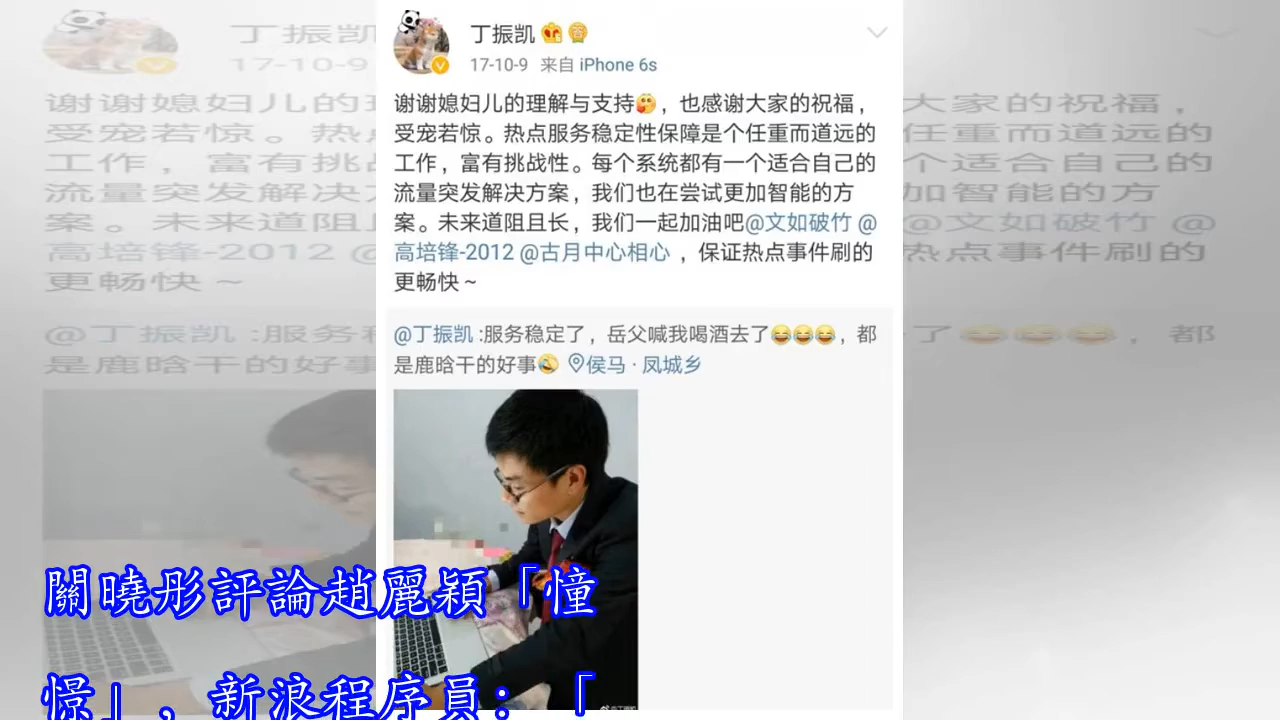 丁振凯
17-10-9 来自 iPhone 6s
谢谢媳妇儿的理解与支持，也感谢大家的祝福，
受宠若惊。热点服务稳定性保障是个任重而道远的
工作，富有挑战性。每个系统都有一个适合自己的
流量突发解决方案，我们也在尝试更加智能的方
案。未来道阻且长，我们一起加油吧@文如破竹 @
高培锋-2012 @古月中心相心 ，保证热点事件刷的
更畅快～
@丁振凯 :服务稳定了，岳父喊我喝酒去了😂😂😂，都
是鹿晗干的好事🤣 侯马 · 凤城乡
關曉彤評論趙麗穎「憧
憬」，新浪程序員：「